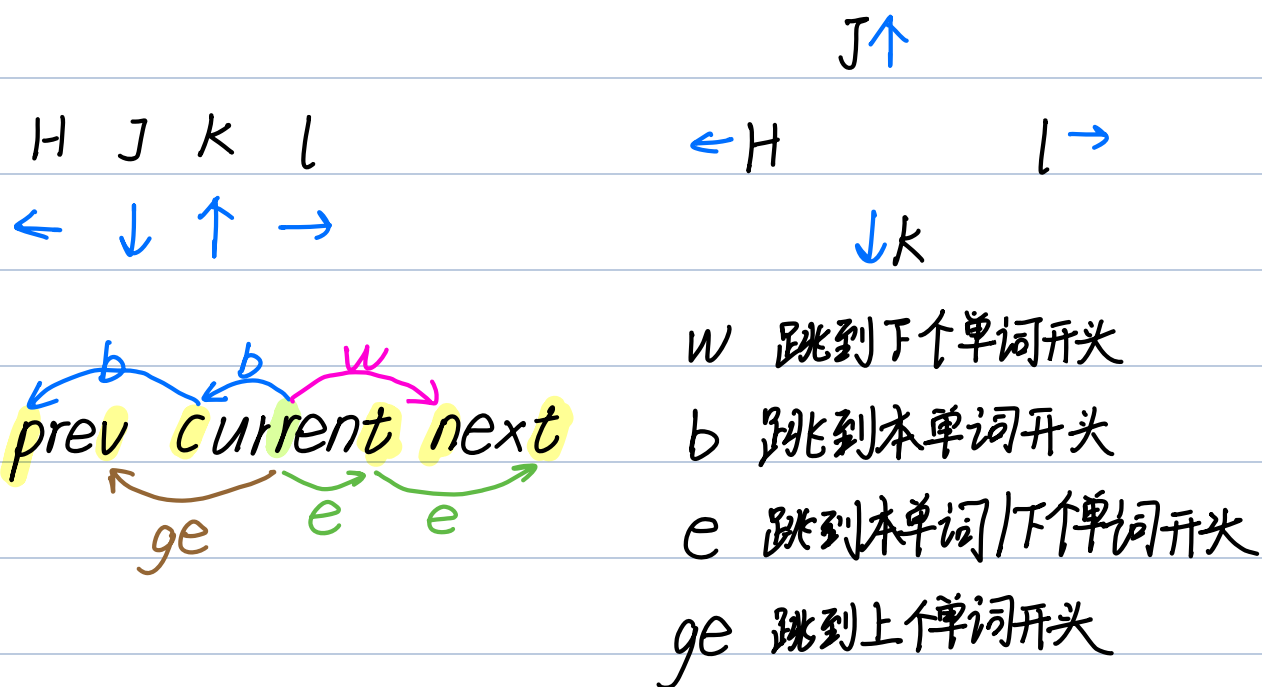 J↑
H J K l
←H l→
← ↓ ↑ →
↓K
w 跳到下个单词开头
b b w
prev current next
b 跳到本单词开头
ge e e
e 跳到本单词/下个单词开头
ge 跳到上个单词开头